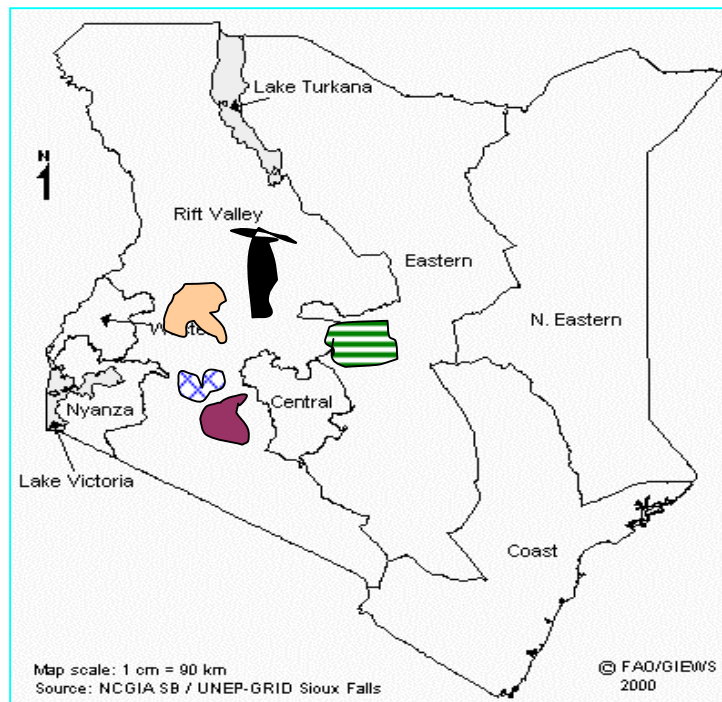 Lake Turkana
N
Rift Valley
Eastern
N. Eastern
Nyanza
Central
Lake Victoria
Coast
Map scale: 1 cm = 90 km
Source: NCGIA SB / UNEP-GRID Sioux Falls
© FAO/GIEWS
2000